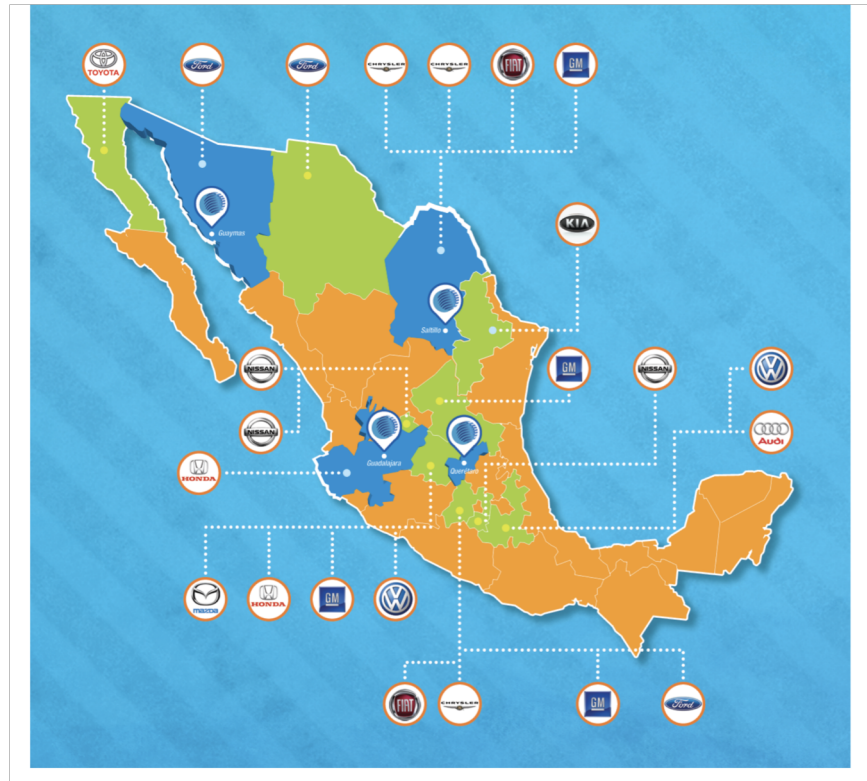 TOYOTA
Ford
Ford
CHRYSLER
CHRYSLER
FIAT
GM
KIA
Guaymas
Saltillo
NISSAN
GM
NISSAN
NISSAN
Audi
Guadalajara
Querétaro
HONDA
mazda
HONDA
GM
FIAT
CHRYSLER
GM
Ford